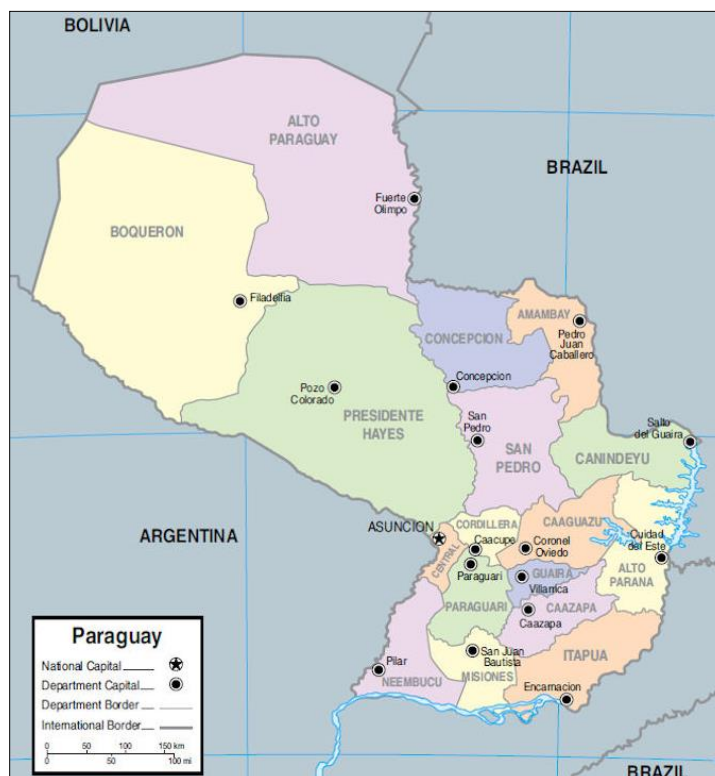 BOLIVIA
ALTO
PARAGUAY
BRAZIL
Fuerte
Olimpo
BOQUERON
Filadelfia
AMAMBAY
Pedro
Juan
Caballero
CONCEPCION
Concepcion
Pozo
Colorado
PRESIDENTE
HAYES
San
Pedro
SAN
PEDRO
Salto
del Guaira
CANINDEYU
ARGENTINA
ASUNCION
CORDILLERA
CAAGUAZU
Caacupe
Coronel
Oviedo
Cuidad
del Este
CENTRAL
Paraguari
GUAIRA
Villarrica
ALTO
PARANA
PARAGUARI
CAAZAPA
Caazapa
San Juan
Bautista
ITAPUA
Pilar
NEEMBUCU
MISIONES
Encarnacion
Paraguay
National Capital
Department Capital
Department Border
International Border
0 50 100 150 km
0 50 100 mi
BRAZIL